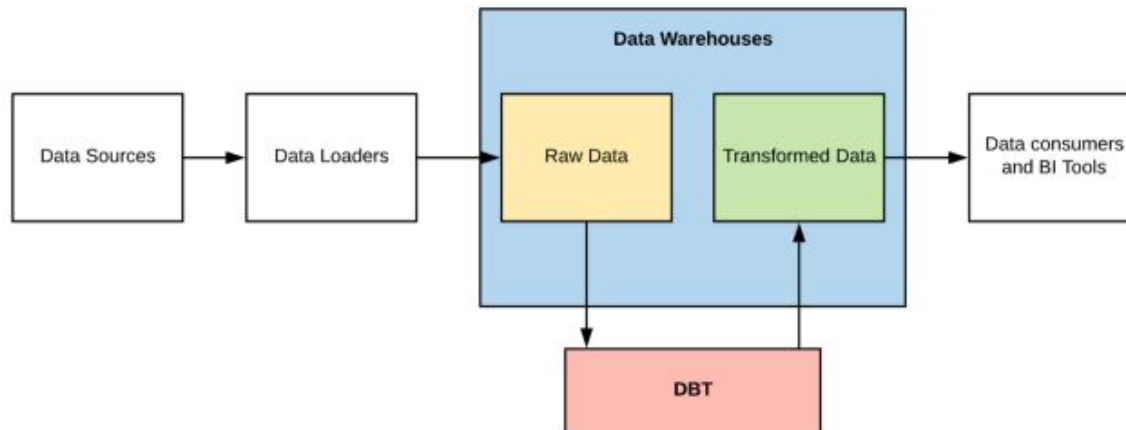 Data Warehouses
Data Sources
Data Loaders
Raw Data
Transformed Data
Data consumers
and BI Tools
DBT